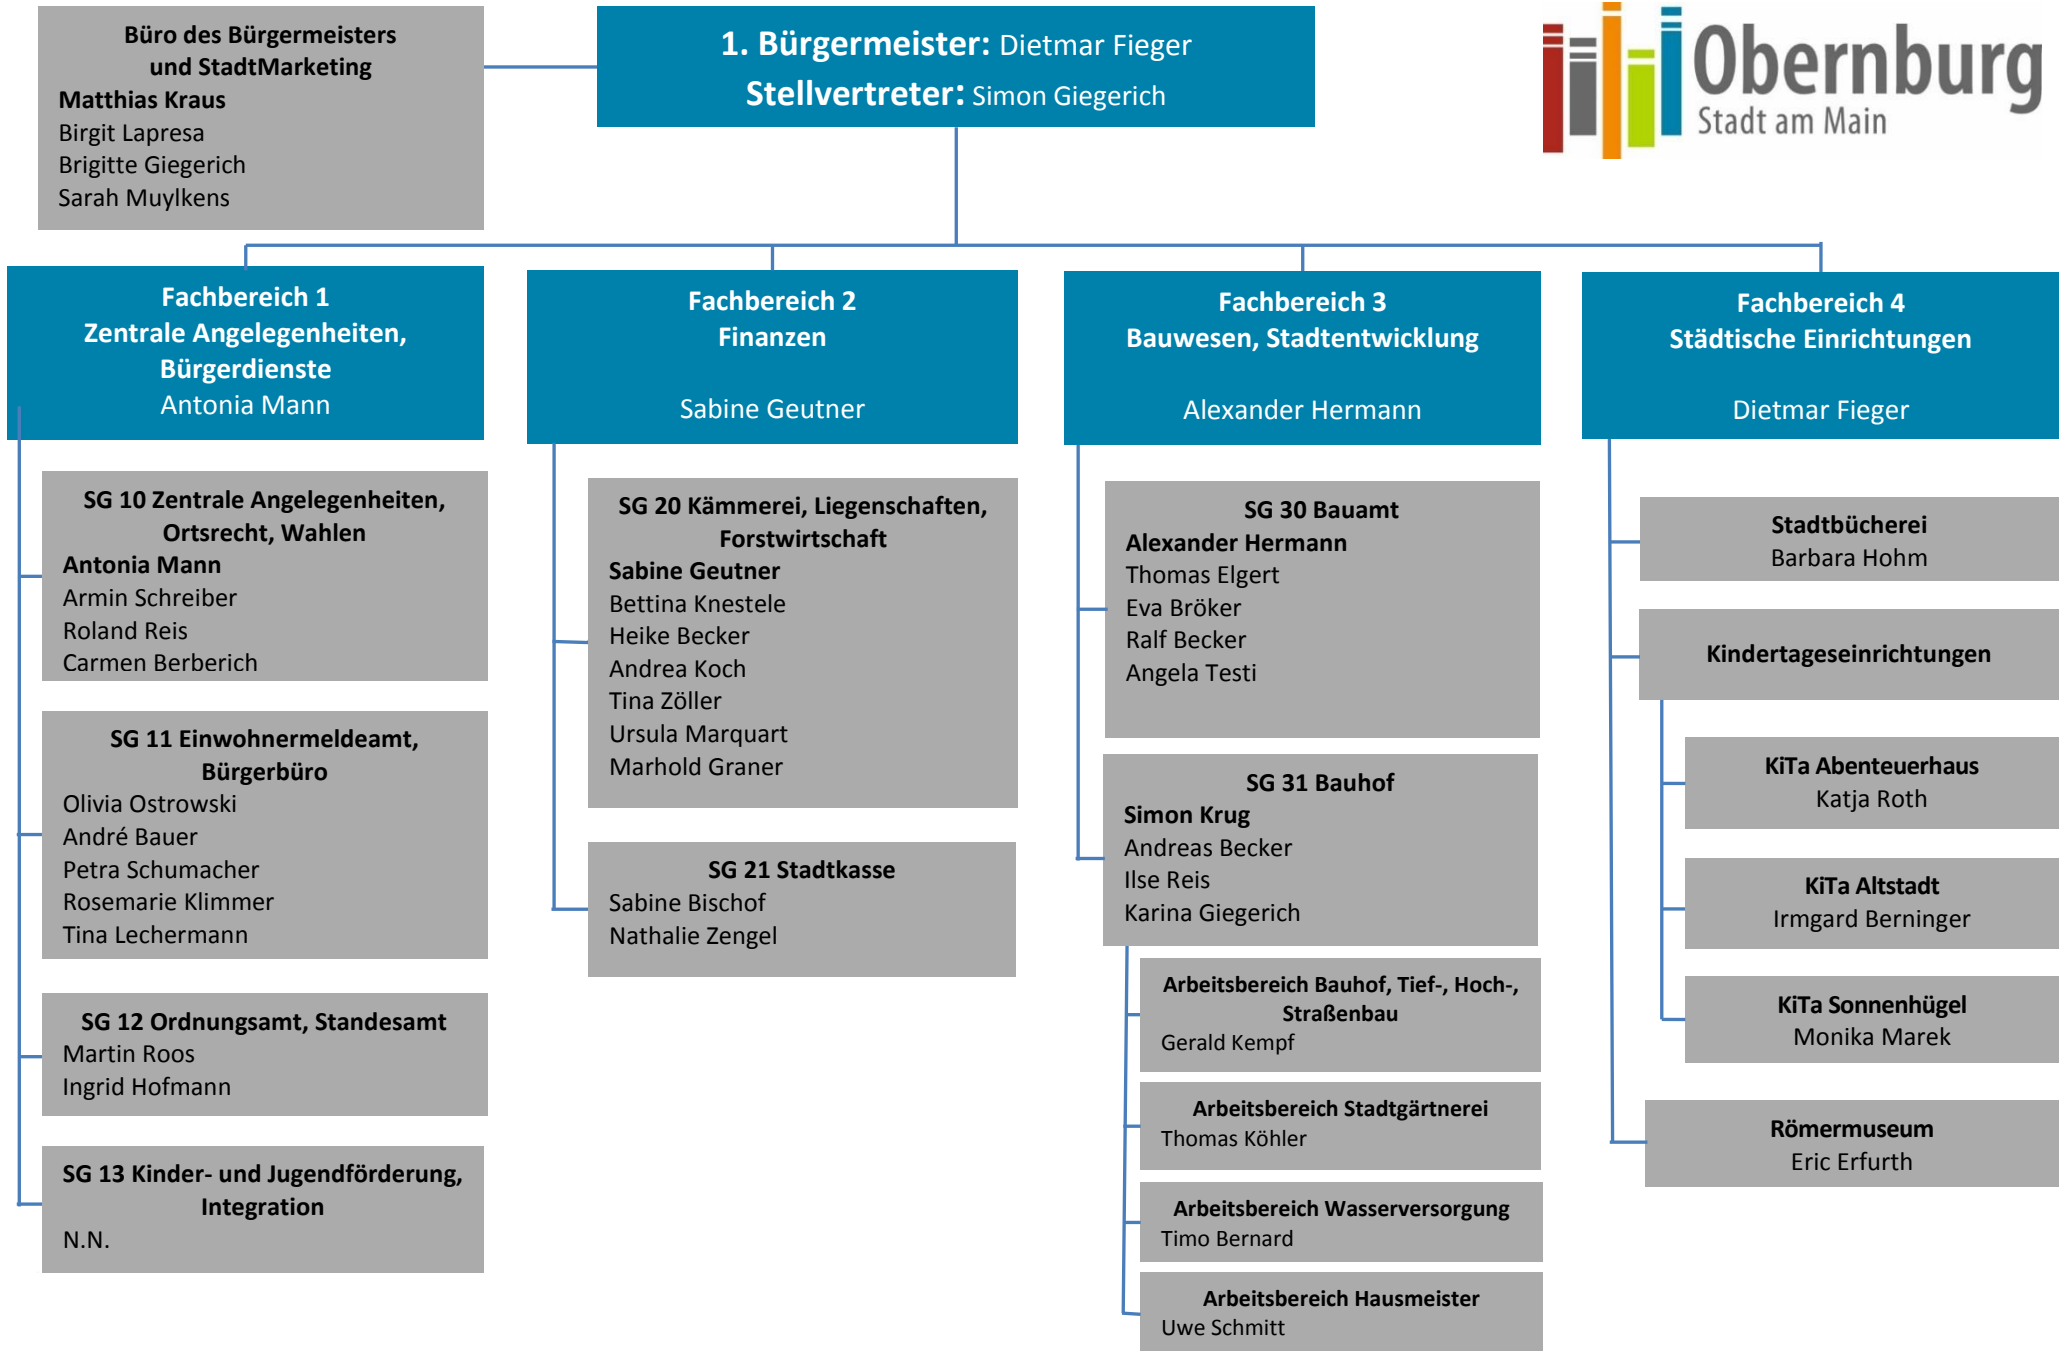 Büro des Bürgermeisters
und StadtMarketing
Matthias Kraus
Birgit Lapresa
Brigitte Giegerich
Sarah Muylkens
1. Bürgermeister: Dietmar Fieger
Stellvertreter: Simon Giegerich
Obernburg
Stadt am Main
Fachbereich 1
Zentrale Angelegenheiten,
Bürgerdienste
Antonia Mann
SG 10 Zentrale Angelegenheiten,
Ortsrecht, Wahlen
Antonia Mann
Armin Schreiber
Roland Reis
Carmen Berberich
SG 11 Einwohnermeldeamt,
Bürgerbüro
Olivia Ostrowski
André Bauer
Petra Schumacher
Rosemarie Klimmer
Tina Lechermann
SG 12 Ordnungsamt, Standesamt
Martin Roos
Ingrid Hofmann
SG 13 Kinder- und Jugendförderung,
Integration
N.N.
Fachbereich 2
Finanzen
Sabine Geutner
SG 20 Kämmerei, Liegenschaften,
Forstwirtschaft
Sabine Geutner
Bettina Knestele
Heike Becker
Andrea Koch
Tina Zöller
Ursula Marquart
Marhold Graner
SG 21 Stadtkasse
Sabine Bischof
Nathalie Zengel
Fachbereich 3
Bauwesen, Stadtentwicklung
Alexander Hermann
SG 30 Bauamt
Alexander Hermann
Thomas Elgert
Eva Bröker
Ralf Becker
Angela Testi
SG 31 Bauhof
Simon Krug
Andreas Becker
Ilse Reis
Karina Giegerich
Arbeitsbereich Bauhof, Tief-, Hoch-,
Straßenbau
Gerald Kempf
Arbeitsbereich Stadtgärtnerei
Thomas Köhler
Arbeitsbereich Wasserversorgung
Timo Bernard
Arbeitsbereich Hausmeister
Uwe Schmitt
Fachbereich 4
Städtische Einrichtungen
Dietmar Fieger
Stadtbücherei
Barbara Hohm
Kindertageseinrichtungen
KiTa Abenteuerhaus
Katja Roth
KiTa Altstadt
Irmgard Berninger
KiTa Sonnenhügel
Monika Marek
Römermuseum
Eric Erfurth